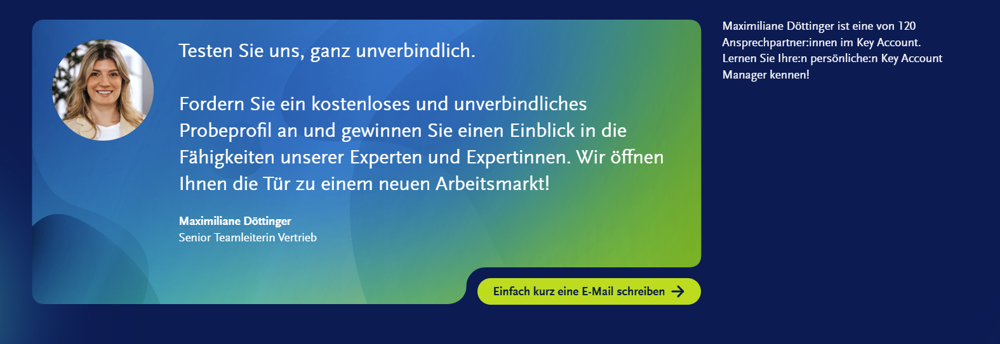 Testen Sie uns, ganz unverbindlich.
Fordern Sie ein kostenloses und unverbindliches
Probeprofil an und gewinnen Sie einen Einblick in die
Fähigkeiten unserer Experten und Expertinnen. Wir öffnen
Ihnen die Tür zu einem neuen Arbeitsmarkt!
Maximiliane Döttinger
Senior Teamleiterin Vertrieb
Einfach kurz eine E-Mail schreiben
Maximiliane Döttinger ist eine von 120
Ansprechpartner:innen im Key Account.
Lernen Sie Ihre:n persönliche:n Key Account
Manager kennen!